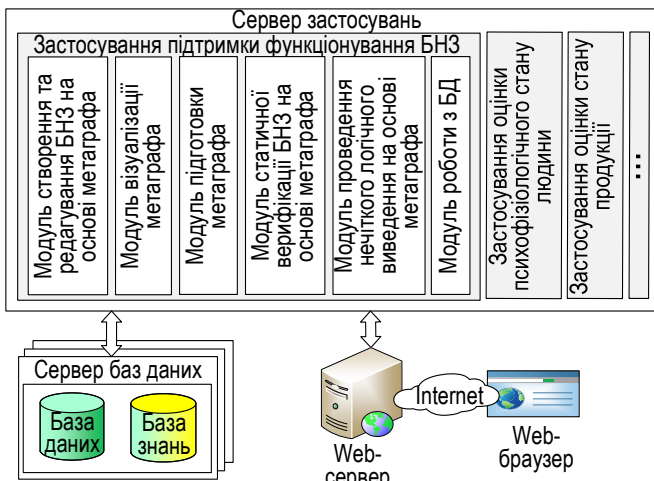 Сервер застосувань
Застосування підтримки функціонування БНЗ
Модуль створення та
редагування БНЗ на
основі метаграфа
Модуль візуалізації
метаграфа
Модуль підготовки
метаграфа
Модуль статичної
верифікації БНЗ на
основі метаграфа
Модуль проведення
нечіткого логічного
виведення на основі
метаграфа
Модуль роботи з БД
Застосування оцінки
психофізіологічного стану
людини
Застосування оцінки стану
продукції
...
Сервер баз даних
База
даних
База
знань
Internet
Web-
сервер
Web-
браузер